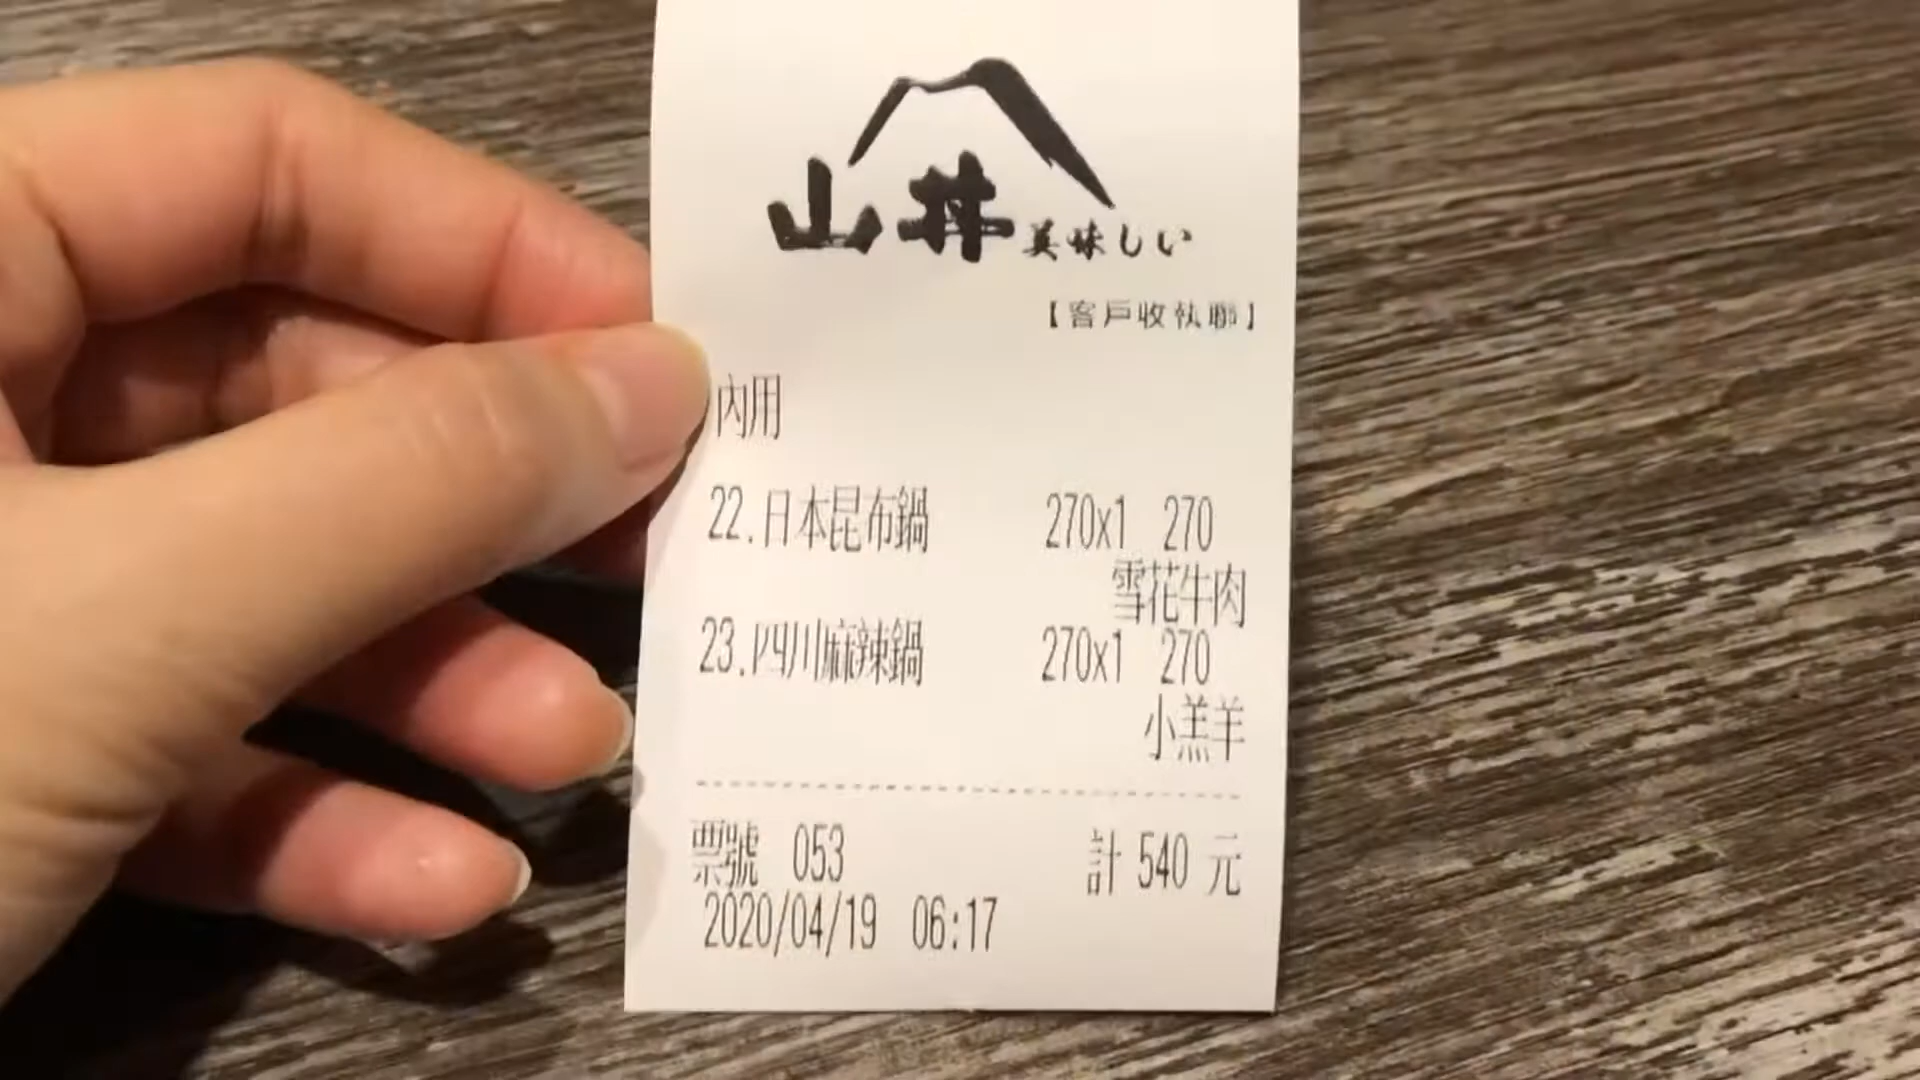 山丼 美味しい
【客戶收執聯】
內用
22.日本昆布鍋 270x1 270
雪花牛肉
23.四川麻辣鍋 270x1 270
小羔羊
票號 053 計 540 元
2020/04/19 06:17